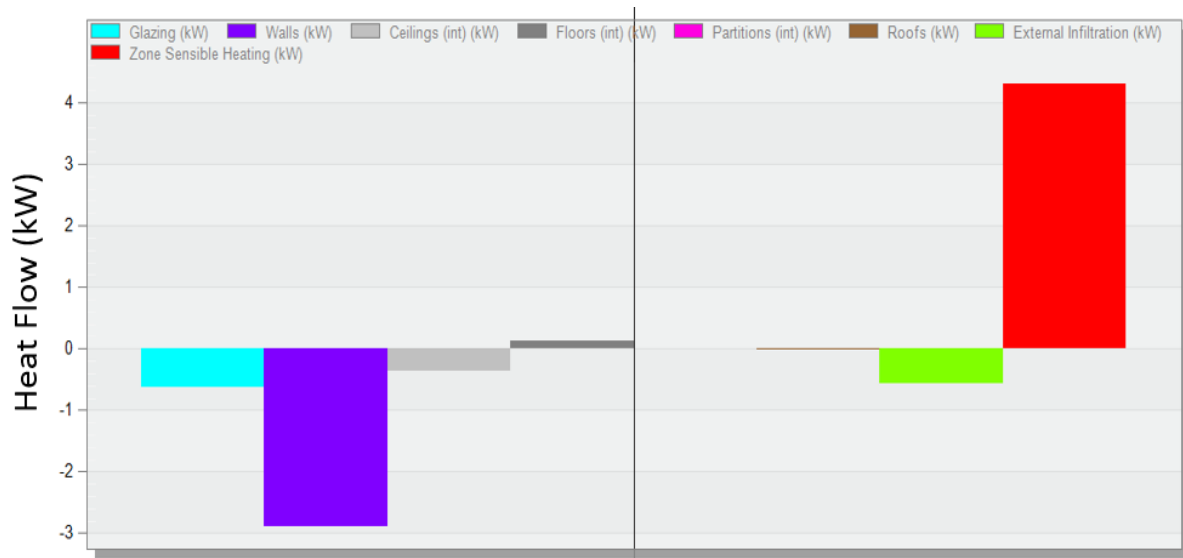 Glazing (kW) Walls (kW) Ceilings (int) (kW) Floors (int) (kW) Partitions (int) (kW) Roofs (kW) External Infiltration (kW)
Zone Sensible Heating (kW)
Heat Flow (kW)
4
3
2
1
0
-1
-2
-3